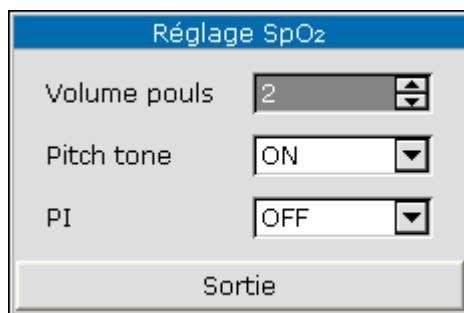 Réglage SpO₂
Volume pouls 2
Pitch tone ON
PI OFF
Sortie